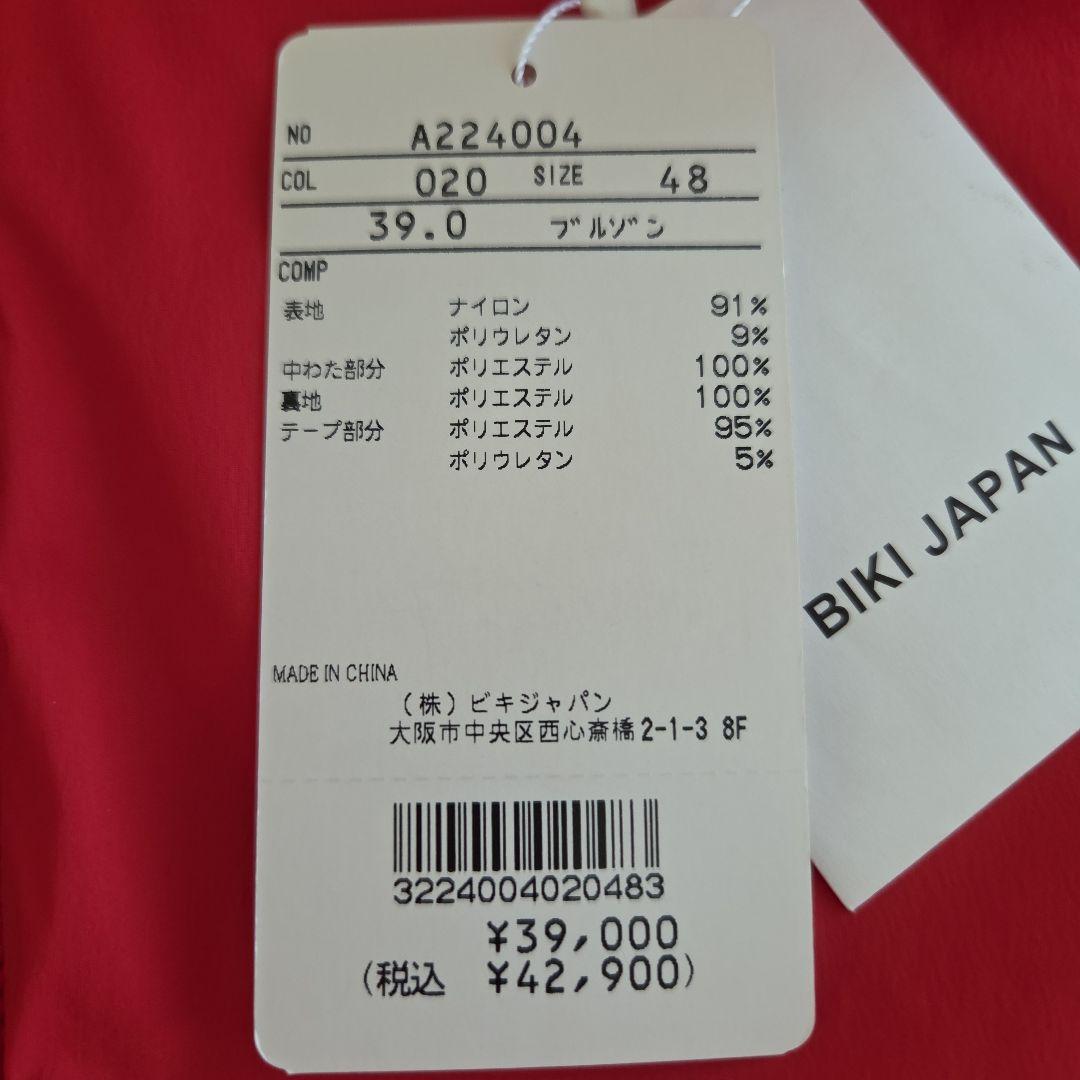 NO A224004
COL 020 SIZE 48
39.0 ブルゾン
COMP
表地 ナイロン 91%
ポリウレタン 9%
中わた部分 ポリエステル 100%
裏地 ポリエステル 100%
テープ部分 ポリエステル 95%
ポリウレタン 5%
MADE IN CHINA
(株)ビキジャパン
大阪市中央区西心斎橋2-1-3 8F
3224004020483
¥39,000
(税込 ¥42,900)
BIKI JAPAN